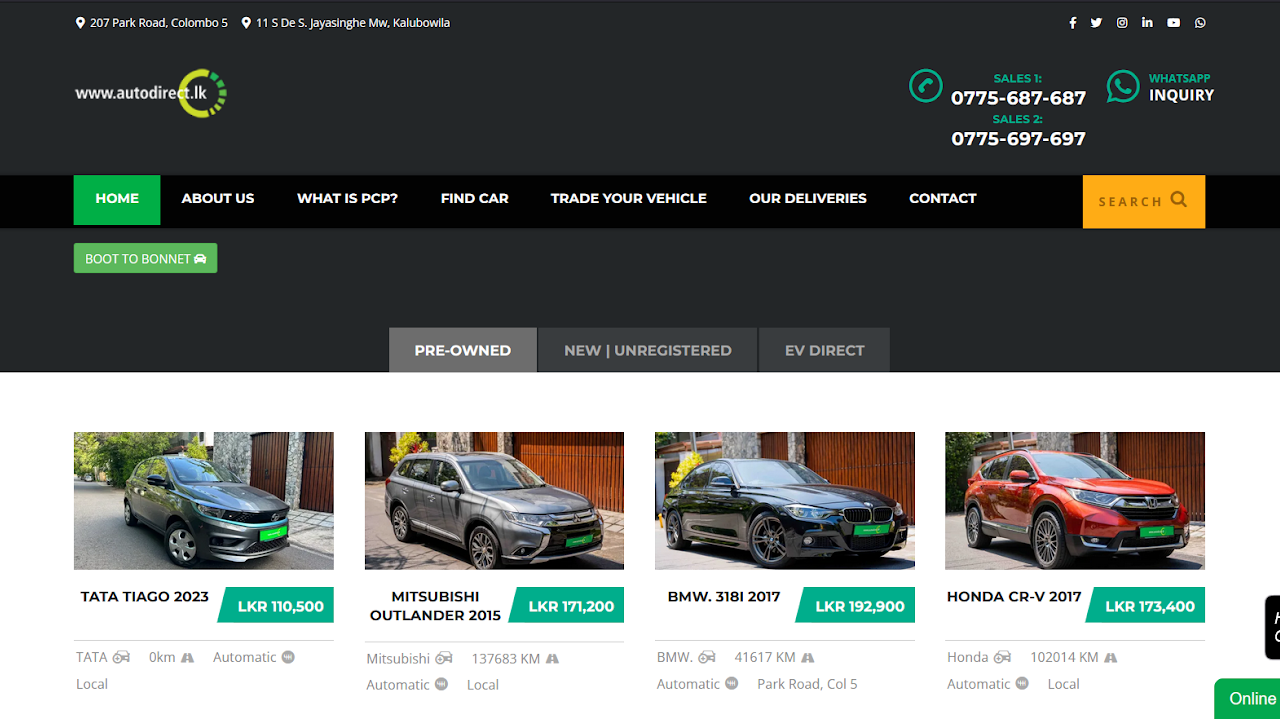 207 Park Road, Colombo 5 11 S De S. Jayasinghe Mw, Kalubowila
www.autodirect.lk
SALES 1:
0775-687-687
SALES 2:
0775-697-697
WHATSAPP
INQUIRY
HOME ABOUT US WHAT IS PCP? FIND CAR TRADE YOUR VEHICLE OUR DELIVERIES CONTACT SEARCH
BOOT TO BONNET
PRE-OWNED NEW | UNREGISTERED EV DIRECT
TATA TIAGO 2023
LKR 110,500
TATA 0km Automatic
Local
MITSUBISHI
OUTLANDER 2015
LKR 171,200
Mitsubishi 137683 KM
Automatic Local
BMW. 318I 2017
LKR 192,900
BMW. 41617 KM
Automatic Park Road, Col 5
HONDA CR-V 2017
LKR 173,400
Honda 102014 KM
Automatic Local
Online